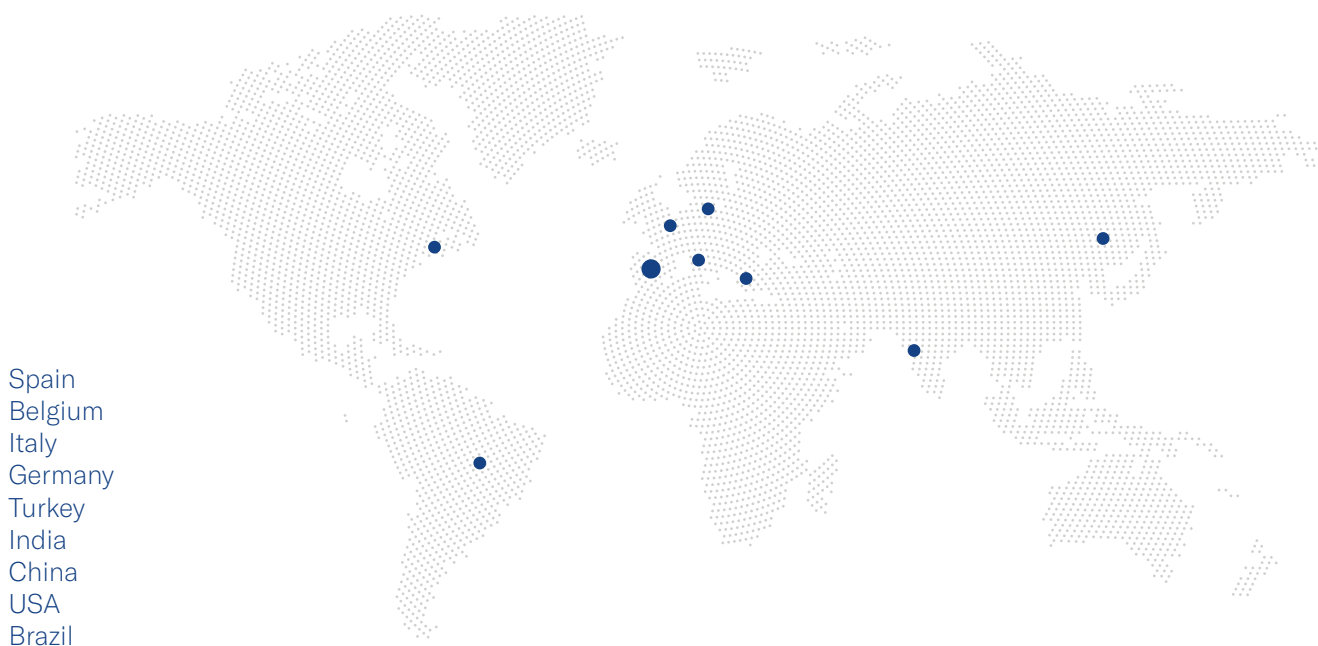 Spain
Belgium
Italy
Germany
Turkey
India
China
USA
Brazil